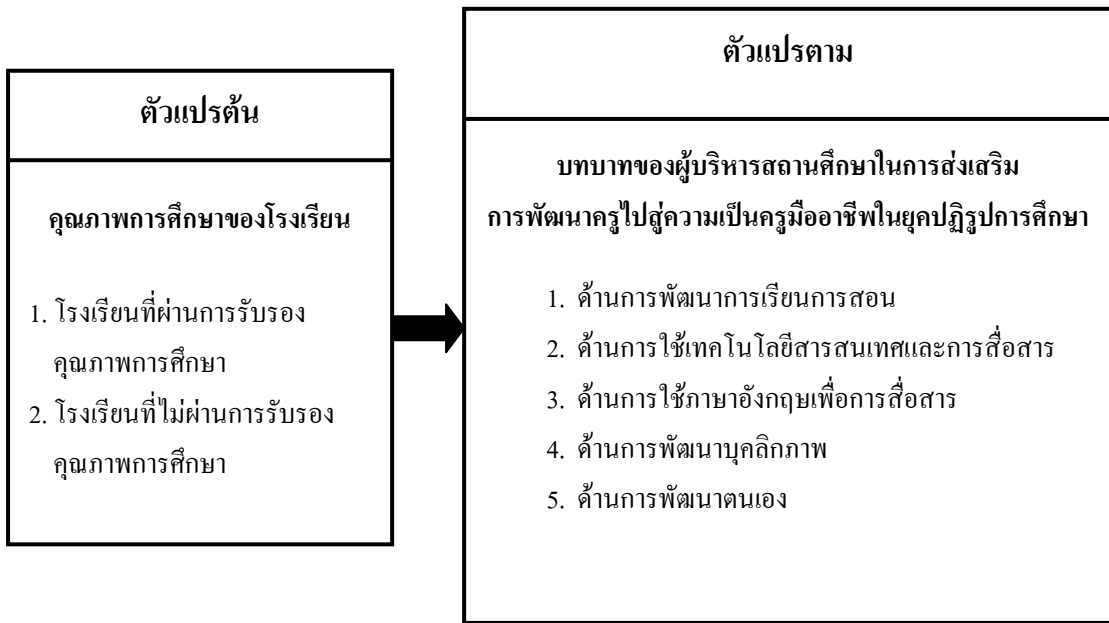 ตัวแปรต้น
คุณภาพการศึกษาของโรงเรียน
1. โรงเรียนที่ผ่านการรับรอง
คุณภาพการศึกษา
2. โรงเรียนที่ไม่ผ่านการรับรอง
คุณภาพการศึกษา
ตัวแปรตาม
บทบาทของผู้บริหารสถานศึกษาในการส่งเสริม
การพัฒนาครูไปสู่ความเป็นครูมืออาชีพในยุคปฏิรูปการศึกษา
1. ด้านการพัฒนาการเรียนการสอน
2. ด้านการใช้เทคโนโลยีสารสนเทศและการสื่อสาร
3. ด้านการใช้ภาษาอังกฤษเพื่อการสื่อสาร
4. ด้านการพัฒนาบุคลิกภาพ
5. ด้านการพัฒนาตนเอง